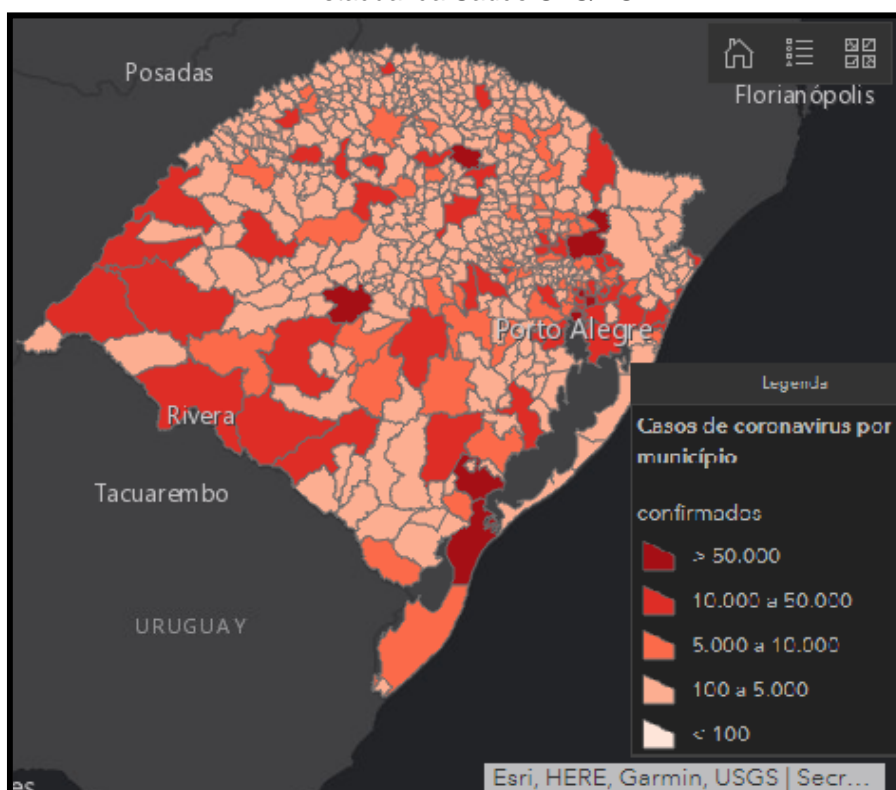 Posadas
Florianópolis
Porto Alegre
Legenda
Casos de coronavirus por
município
Rivera
confirmados
Tacuarembo
> 50.000
10.000 a 50.000
URUGUAY
5.000 a 10.000
100 a 5.000
< 100
Esri, HERE, Garmin, USGS | Secr...
es